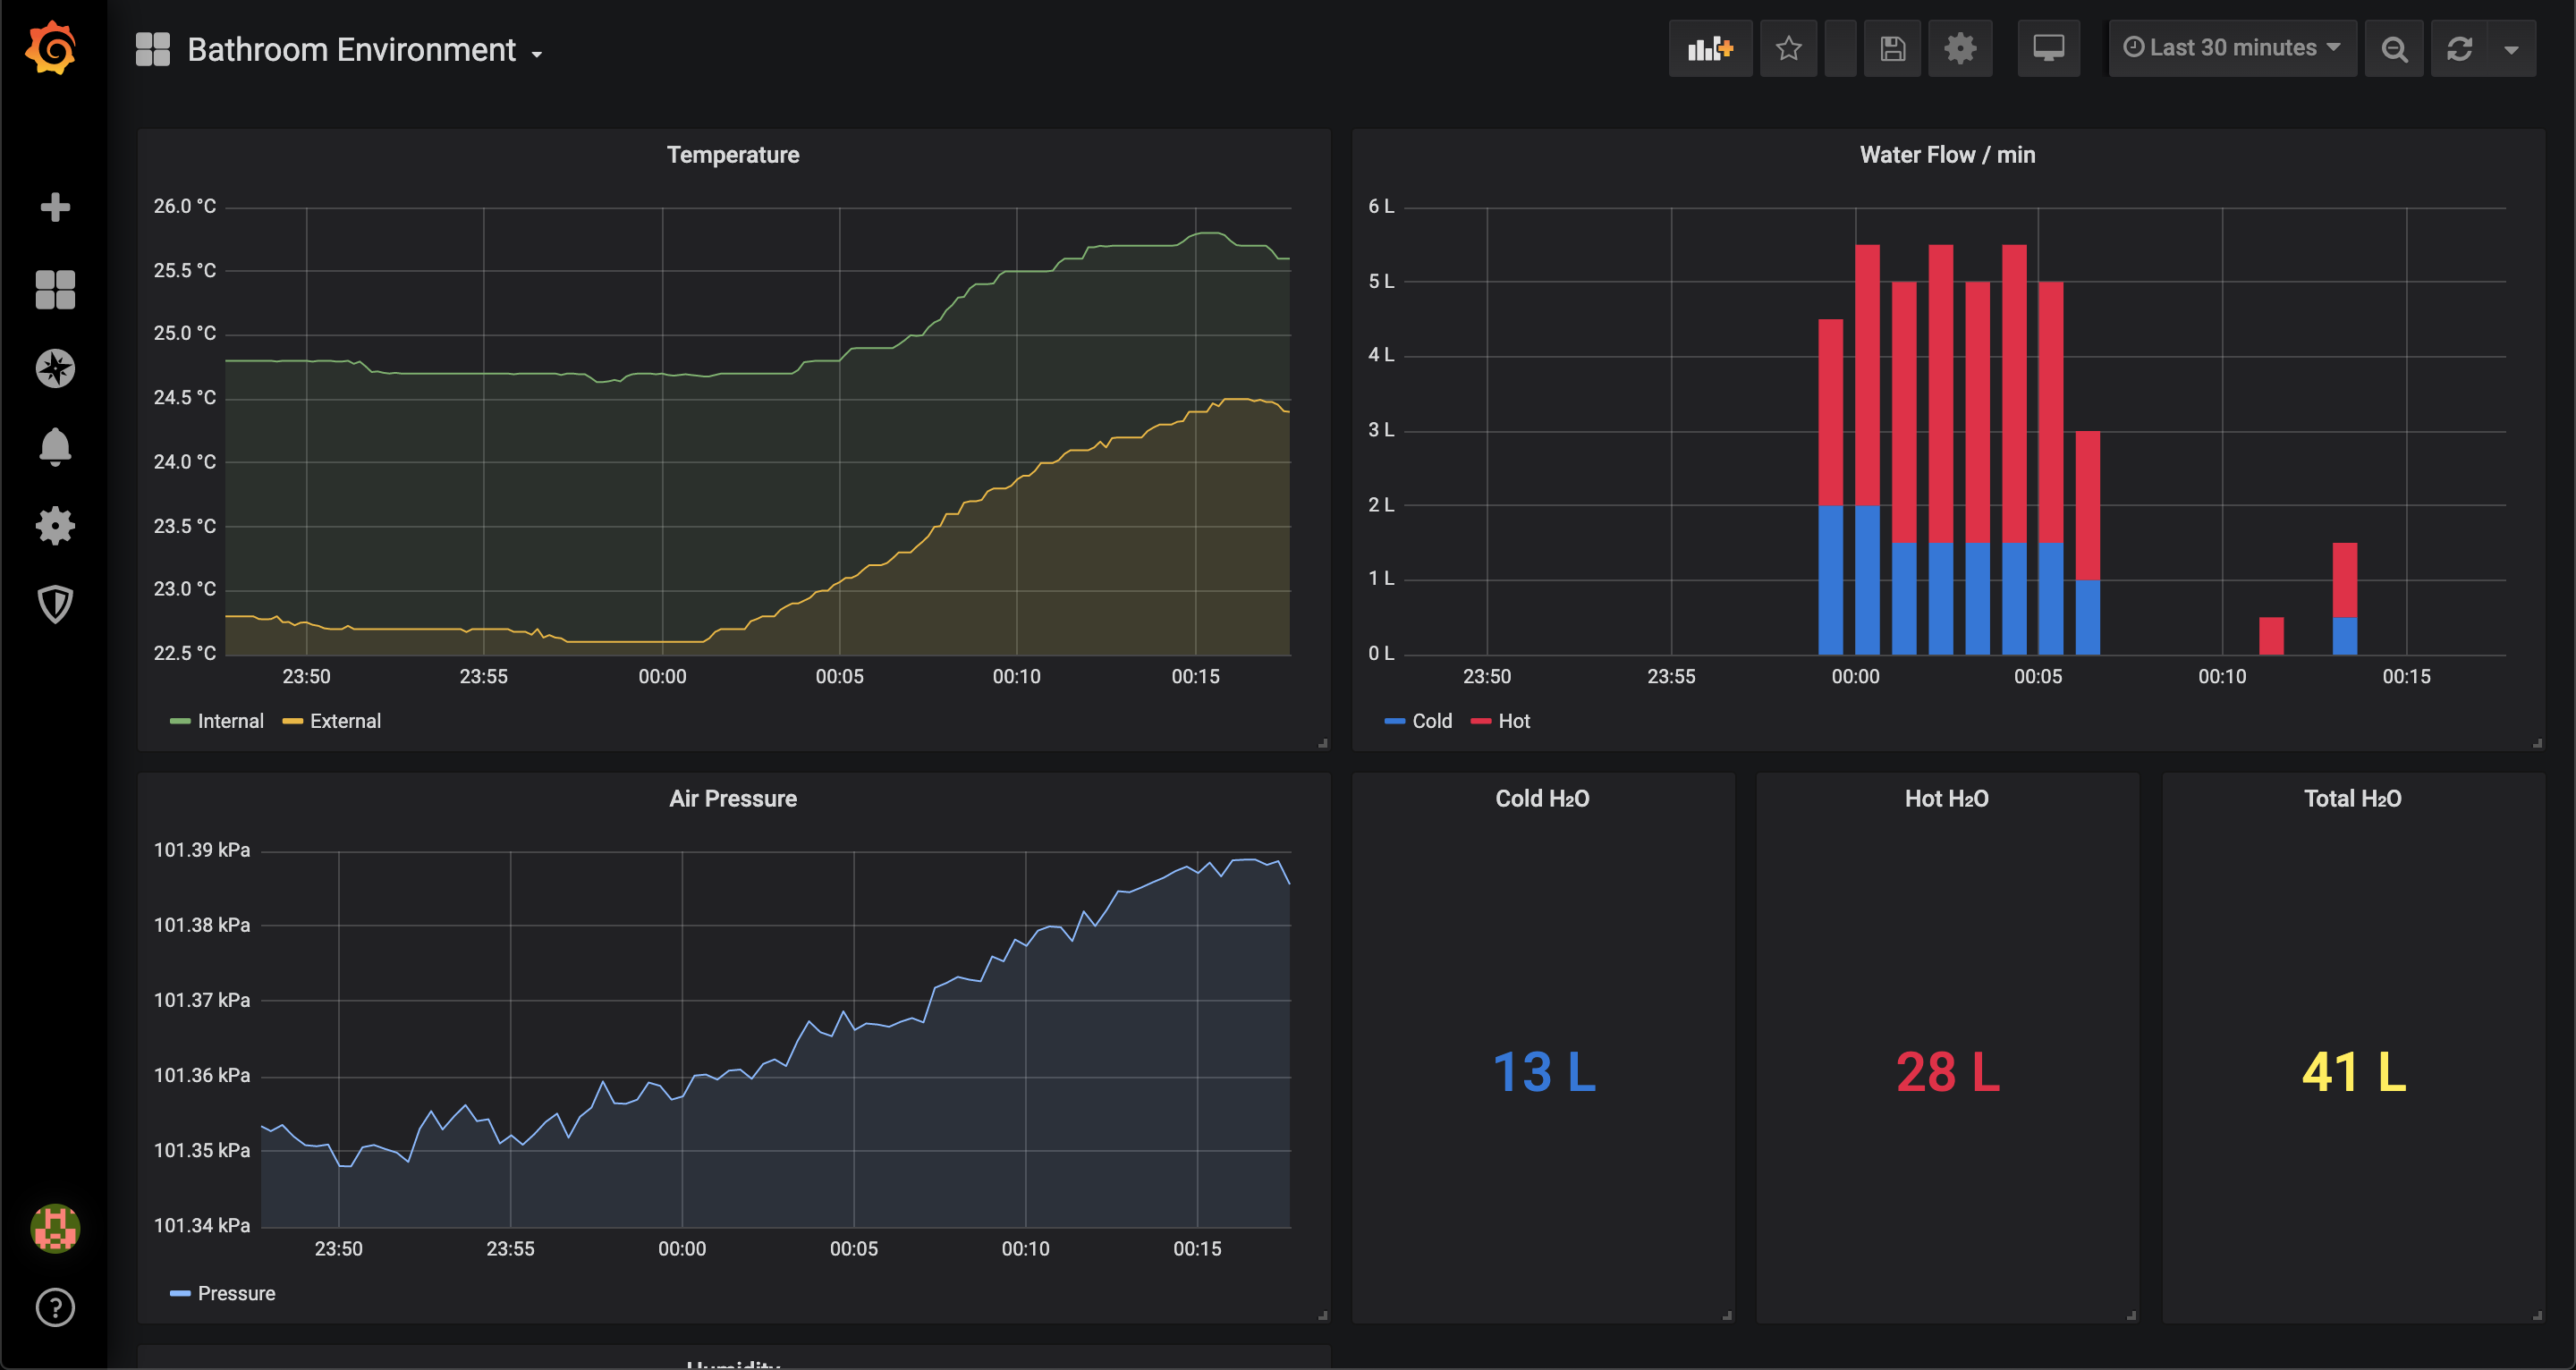 Bathroom Environment
Last 30 minutes
Temperature
26.0 °C
25.5 °C
25.0 °C
24.5 °C
24.0 °C
23.5 °C
23.0 °C
22.5 °C
23:50 23:55 00:00 00:05 00:10 00:15
Internal External
Water Flow / min
6 L
5 L
4 L
3 L
2 L
1 L
0 L
23:50 23:55 00:00 00:05 00:10 00:15
Cold Hot
Air Pressure
101.39 kPa
101.38 kPa
101.37 kPa
101.36 kPa
101.35 kPa
101.34 kPa
23:50 23:55 00:00 00:05 00:10 00:15
Pressure
Cold H₂O
13 L
Hot H₂O
28 L
Total H₂O
41 L
Humidity